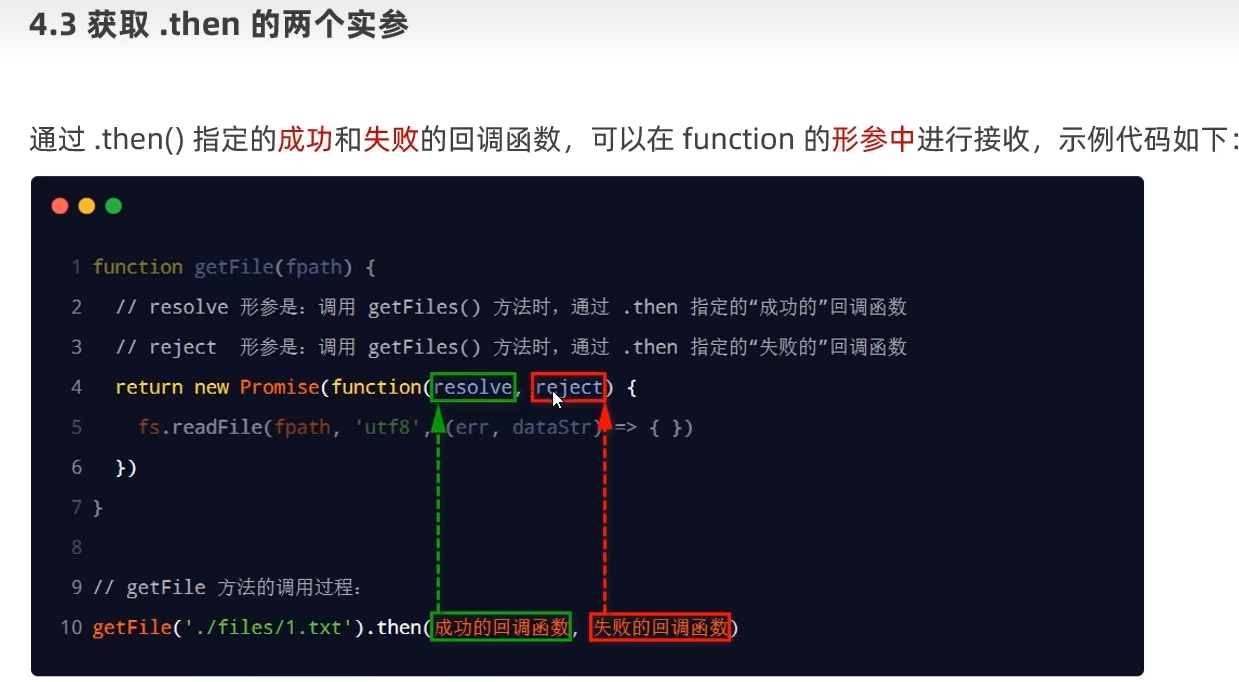 4.3 获取 .then 的两个实参
通过 .then() 指定的成功和失败的回调函数，可以在 function 的形参中进行接收，示例代码如下：
1 function getFile(fpath) {
2 // resolve 形参是：调用 getFiles() 方法时，通过 .then 指定的“成功的”回调函数
3 // reject 形参是：调用 getFiles() 方法时，通过 .then 指定的“失败的”回调函数
4 return new Promise(function(resolve, reject) {
5 fs.readFile(fpath, 'utf8', (err, dataStr) => { })
6 })
7 }
8
9 // getFile 方法的调用过程：
10 getFile('./files/1.txt').then(成功的回调函数, 失败的回调函数)